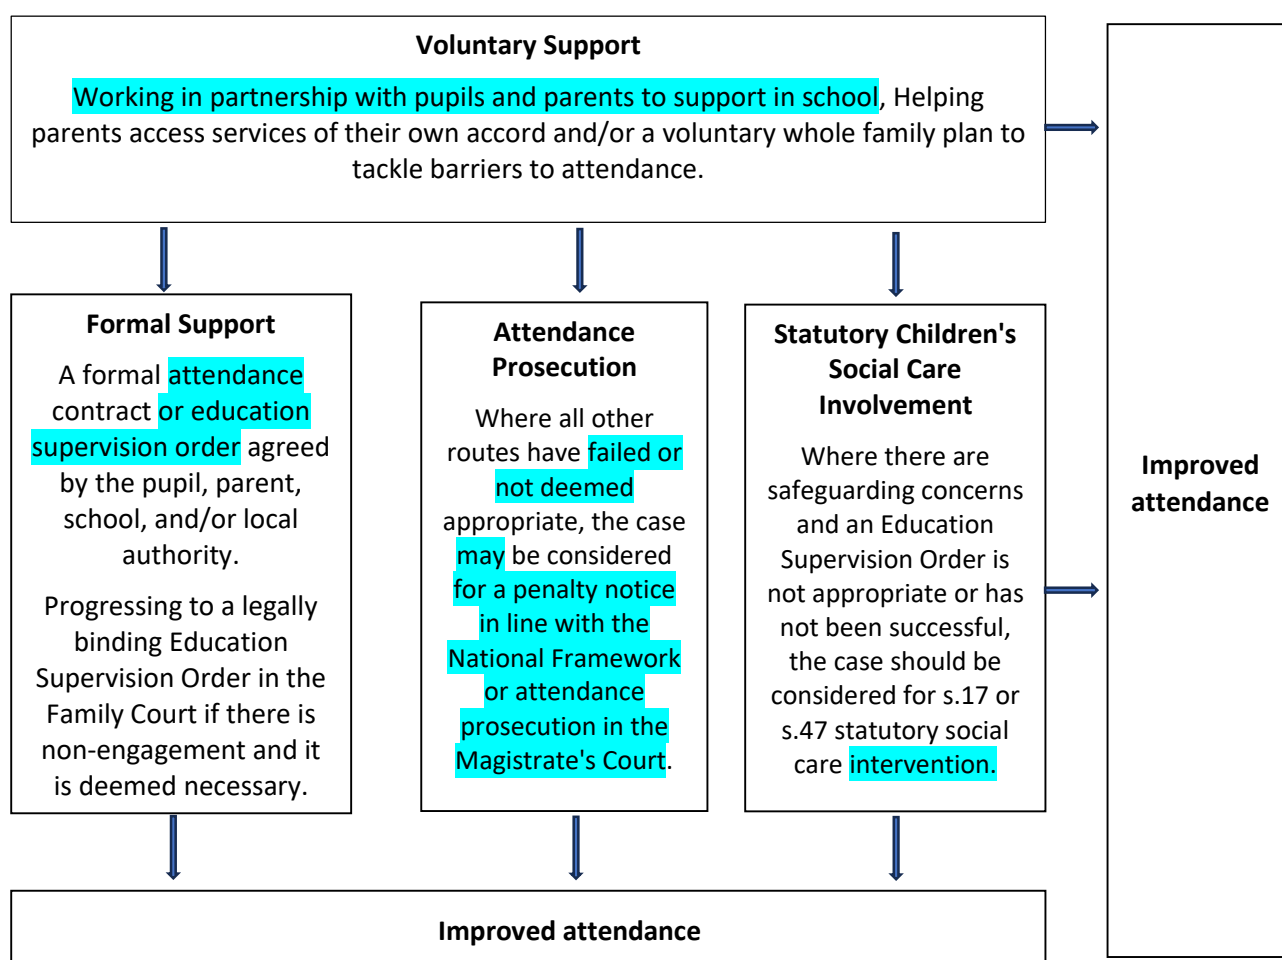 Voluntary Support
Working in partnership with pupils and parents to support in school, Helping
parents access services of their own accord and/or a voluntary whole family plan to
tackle barriers to attendance.
Formal Support
A formal attendance
contract or education
supervision order agreed
by the pupil, parent,
school, and/or local
authority.
Progressing to a legally
binding Education
Supervision Order in the
Family Court if there is
non-engagement and it
is deemed necessary.
Attendance
Prosecution
Where all other
routes have failed or
not deemed
appropriate, the case
may be considered
for a penalty notice
in line with the
National Framework
or attendance
prosecution in the
Magistrate's Court.
Statutory Children's
Social Care
Involvement
Where there are
safeguarding concerns
and an Education
Supervision Order is
not appropriate or has
not been successful,
the case should be
considered for s.17 or
s.47 statutory social
care intervention.
Improved
attendance
Improved attendance